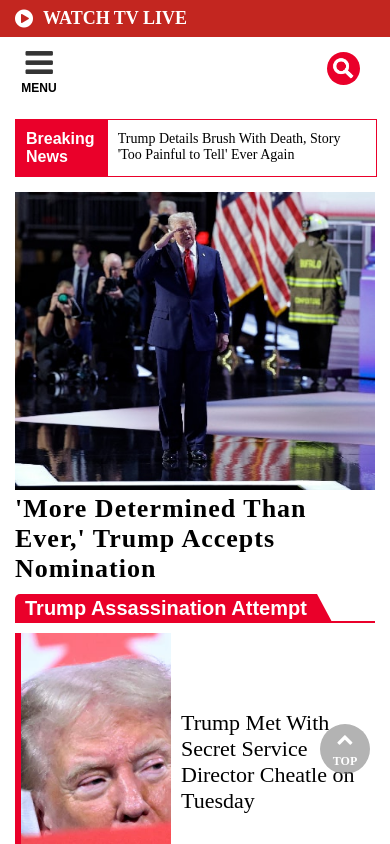 WATCH TV LIVE
MENU
Breaking
News
Trump Details Brush With Death, Story
'Too Painful to Tell' Ever Again
BUFFALO
COMPERATORE
'More Determined Than
Ever,' Trump Accepts
Nomination
Trump Assassination Attempt
Trump Met With
Secret Service
Director Cheatle on
Tuesday
TOP